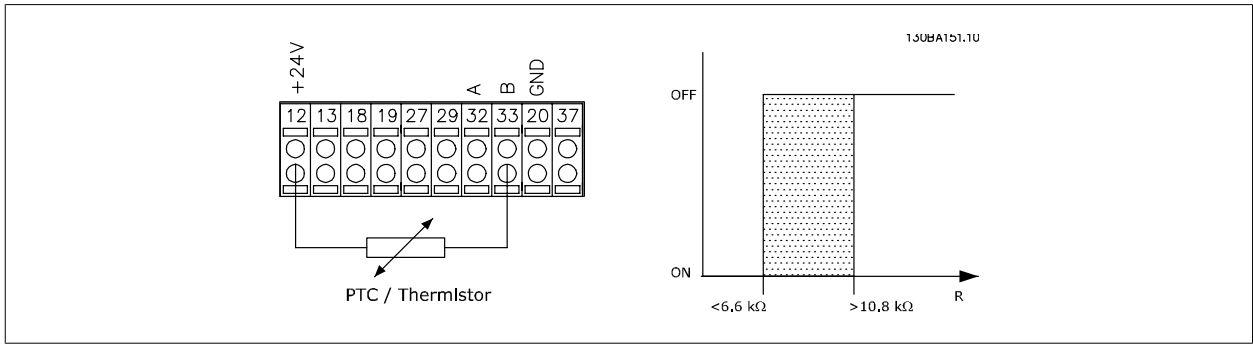 130BA151.10
+24V
A
B
GND
12 13 18 19 27 29 32 33 20 37
PTC / Thermistor
OFF
ON
<6,6 kΩ
>10,8 kΩ
R